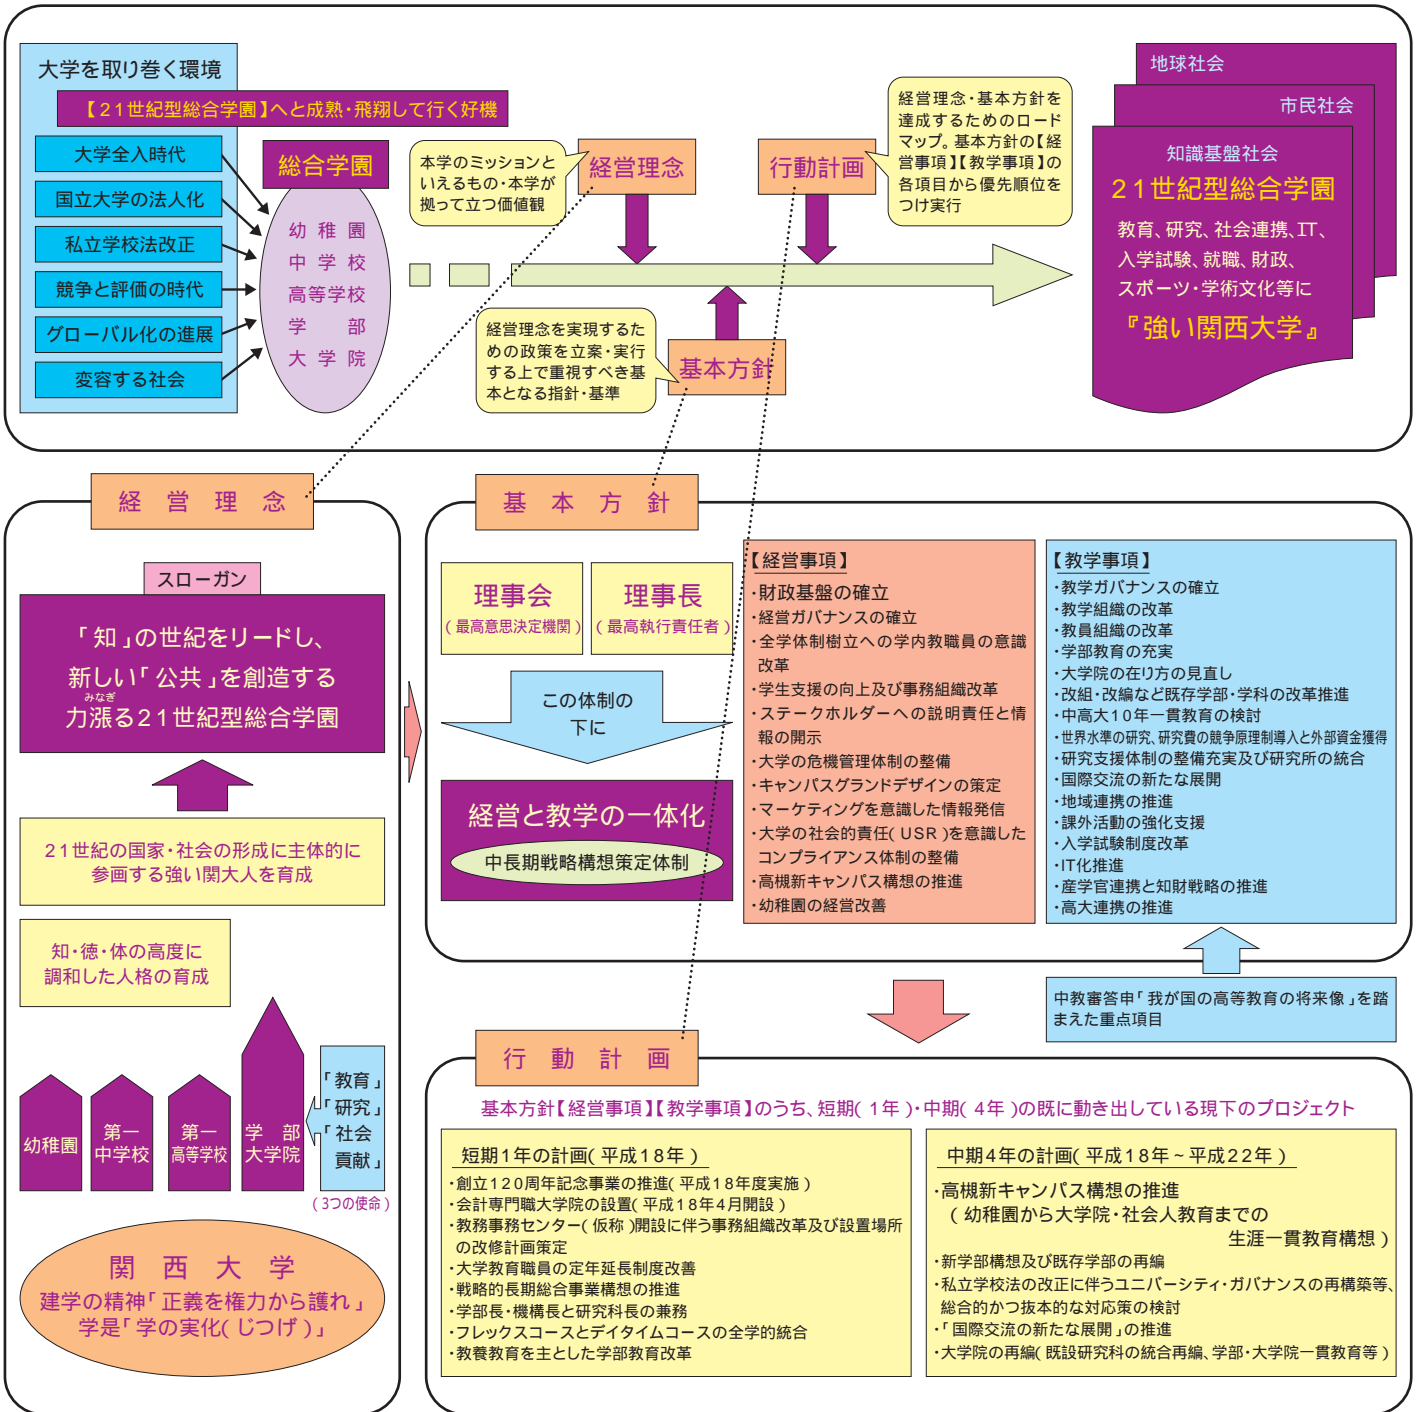 大学を取り巻く環境
【21世紀型総合学園】へと成熟・飛翔して行く好機
大学全入時代
国立大学の法人化
私立学校法改正
競争と評価の時代
グローバル化の進展
変容する社会
総合学園
幼稚園
中学校
高等学校
学部
大学院
本学のミッションと
いえるもの・本学が
拠って立つ価値観
経営理念
行動計画
経営理念・基本方針を
達成するためのロード
マップ。基本方針の【経
営事項】【教学事項】の
各項目から優先順位を
つけ実行
経営理念を実現するた
めの政策を立案・実行
する上で重視すべき基
本となる指針・基準
基本方針
地球社会
市民社会
知識基盤社会
21世紀型総合学園
教育、研究、社会連携、IT、
入学試験、就職、財政、
スポーツ・学術文化等に
『強い関西大学』
経営理念
スローガン
「知」の世紀をリードし、
新しい「公共」を創造する
みなぎ
力漲る21世紀型総合学園
21世紀の国家・社会の形成に主体的に
参画する強い関大人を育成
知・徳・体の高度に
調和した人格の育成
幼稚園
第一
中学校
第一
高等学校
学部
大学院
「教育」
「研究」
「社会
貢献」
（3つの使命）
関西大学
建学の精神「正義を権力から護れ」
学是「学の実化（じつげ）」
基本方針
理事会
（最高意思決定機関）
理事長
（最高執行責任者）
この体制の
下に
経営と教学の一体化
中長期戦略構想策定体制
【経営事項】
・財政基盤の確立
・経営ガバナンスの確立
・全学体制樹立への学内教職員の意識
改革
・学生支援の向上及び事務組織改革
・ステークホルダーへの説明責任と情
報の開示
・大学の危機管理体制の整備
・キャンパスグランドデザインの策定
・マーケティングを意識した情報発信
・大学の社会的責任（USR）を意識した
コンプライアンス体制の整備
・高槻新キャンパス構想の推進
・幼稚園の経営改善
【教学事項】
・教学ガバナンスの確立
・教学組織の改革
・教員組織の改革
・学部教育の充実
・大学院の在り方の見直し
・改組・改編など既存学部・学科の改革推進
・中高大10年一貫教育の検討
・世界水準の研究、研究費の競争原理制導入と外部資金獲得
・研究支援体制の整備充実及び研究所の統合
・国際交流の新たな展開
・地域連携の推進
・課外活動の強化支援
・入学試験制度改革
・IT化推進
・産学官連携と知財戦略の推進
・高大連携の推進
中教審答申「我が国の高等教育の将来像」を踏
まえた重点項目
行動計画
基本方針【経営事項】【教学事項】のうち、短期（1年）・中期（4年）の既に動き出している現下のプロジェクト
短期1年の計画（平成18年）
・創立120周年記念事業の推進（平成18年度実施）
・会計専門職大学院の設置（平成18年4月開設）
・教務事務センター（仮称）開設に伴う事務組織改革及び設置場所
の改修計画策定
・大学教育職員の定年延長制度改善
・戦略的長期総合事業構想の推進
・学部長・機構長と研究科長の兼務
・フレックスコースとデイタイムコースの全学的統合
・教養教育を主とした学部教育改革
中期4年の計画（平成18年～平成22年）
・高槻新キャンパス構想の推進
（幼稚園から大学院・社会人教育までの
生涯一貫教育構想）
・新学部構想及び既存学部の再編
・私立学校法の改正に伴うユニバーシティ・ガバナンスの再構築等、
総合的かつ抜本的な対応策の検討
・「国際交流の新たな展開」の推進
・大学院の再編（既設研究科の統合再編、学部・大学院一貫教育等）